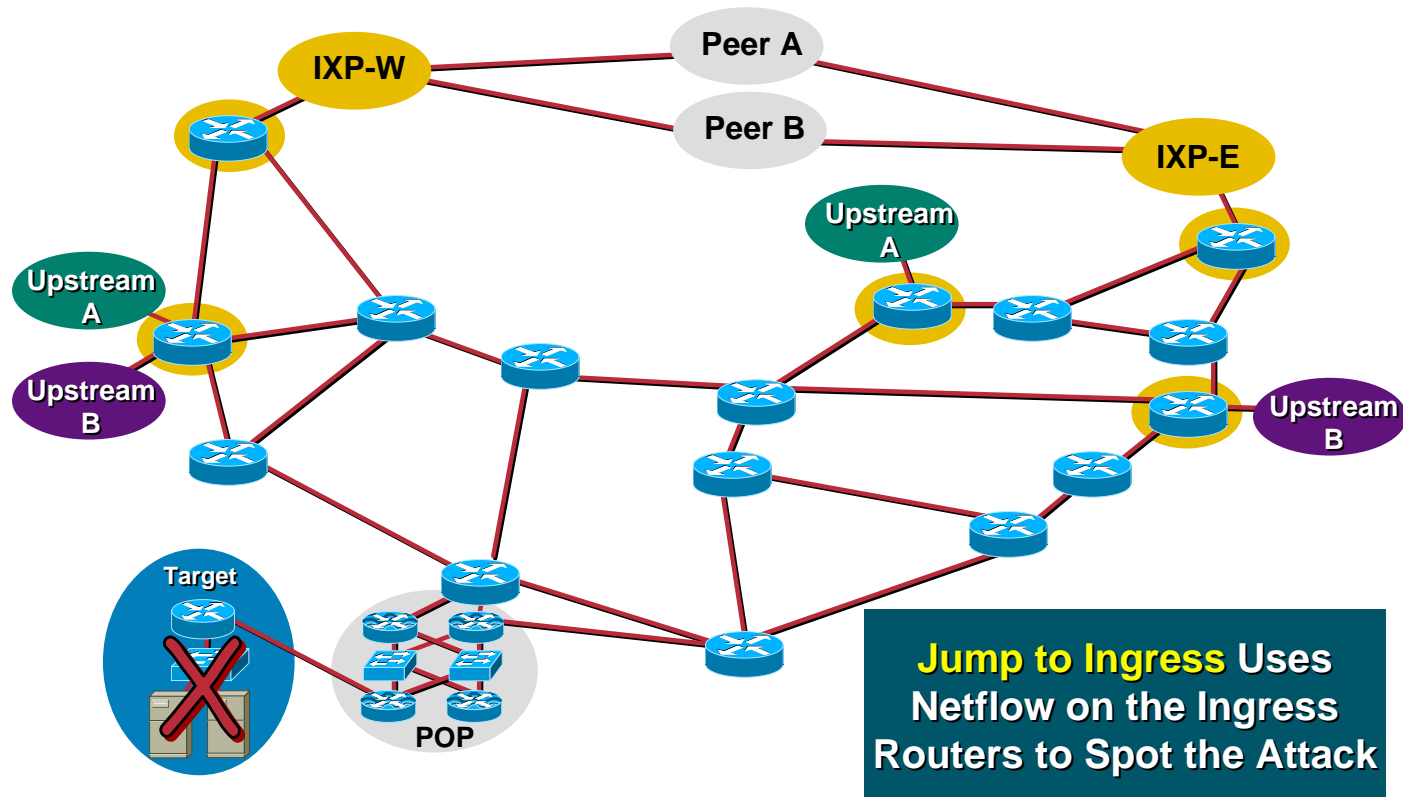 Peer A
IXP-W
Peer B
IXP-E
Upstream
A
Upstream
A
Upstream
B
Upstream
B
Target
POP
Jump to Ingress Uses
Netflow on the Ingress
Routers to Spot the Attack